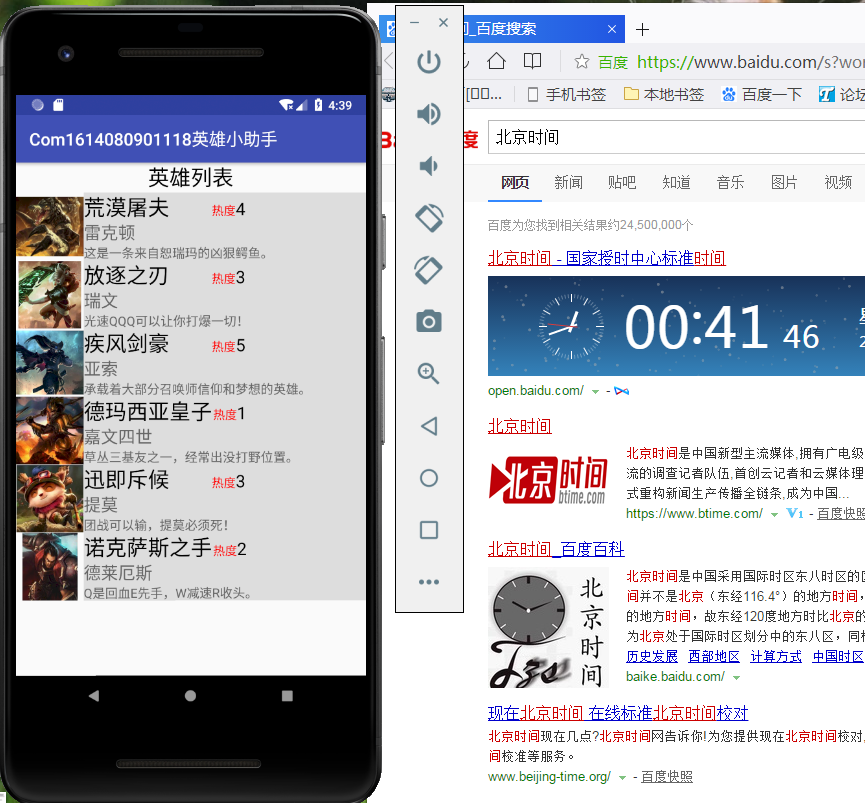 4:39
Com1614080901118英雄小助手
英雄列表
荒漠屠夫 热度4
雷克顿
这是一条来自恕瑞玛的凶狠鳄鱼。
放逐之刃 热度3
瑞文
光速QQQ可以让你打爆一切!
疾风剑豪 热度5
亚索
承载着大部分召唤师信仰和梦想的英雄。
德玛西亚皇子 热度1
嘉文四世
草丛三基友之一，经常出没打野位置。
迅即斥候 热度3
提莫
团战可以输，提莫必须死!
诺克萨斯之手 热度2
德莱厄斯
Q是回血E先手，W减速R收头。
_百度搜索
百度 https://www.baidu.com/s?wor
手机书签 本地书签 百度一下 论坛
度
北京时间
网页 新闻 贴吧 知道 音乐 图片 视频
百度为您找到相关结果约24,500,000个
北京时间 - 国家授时中心标准时间
00:41 46
open.baidu.com/
北京时间
北京时间
btime.com
北京时间是中国新型主流媒体,拥有广电级
流的调查记者队伍,首创云记者和云媒体理
式重构新闻生产传播全链条,成为中国...
https://www.btime.com/ V1 - 百度快照
北京时间_百度百科
北京时间
北京时间是中国采用国际时区东八时区的区
间并不是北京（东经116.4°）的地方时间，
的地方时间，故东经120度地方时比北京的
为北京处于国际时区划分中的东八区，同样
历史发展 西部地区 计算方式 中国时区
baike.baidu.com/
现在北京时间 在线标准北京时间校对
北京时间现在几点?北京时间网告诉你!为您提供现在北京时间校对,
间校准等服务。
www.beijing-time.org/ - 百度快照